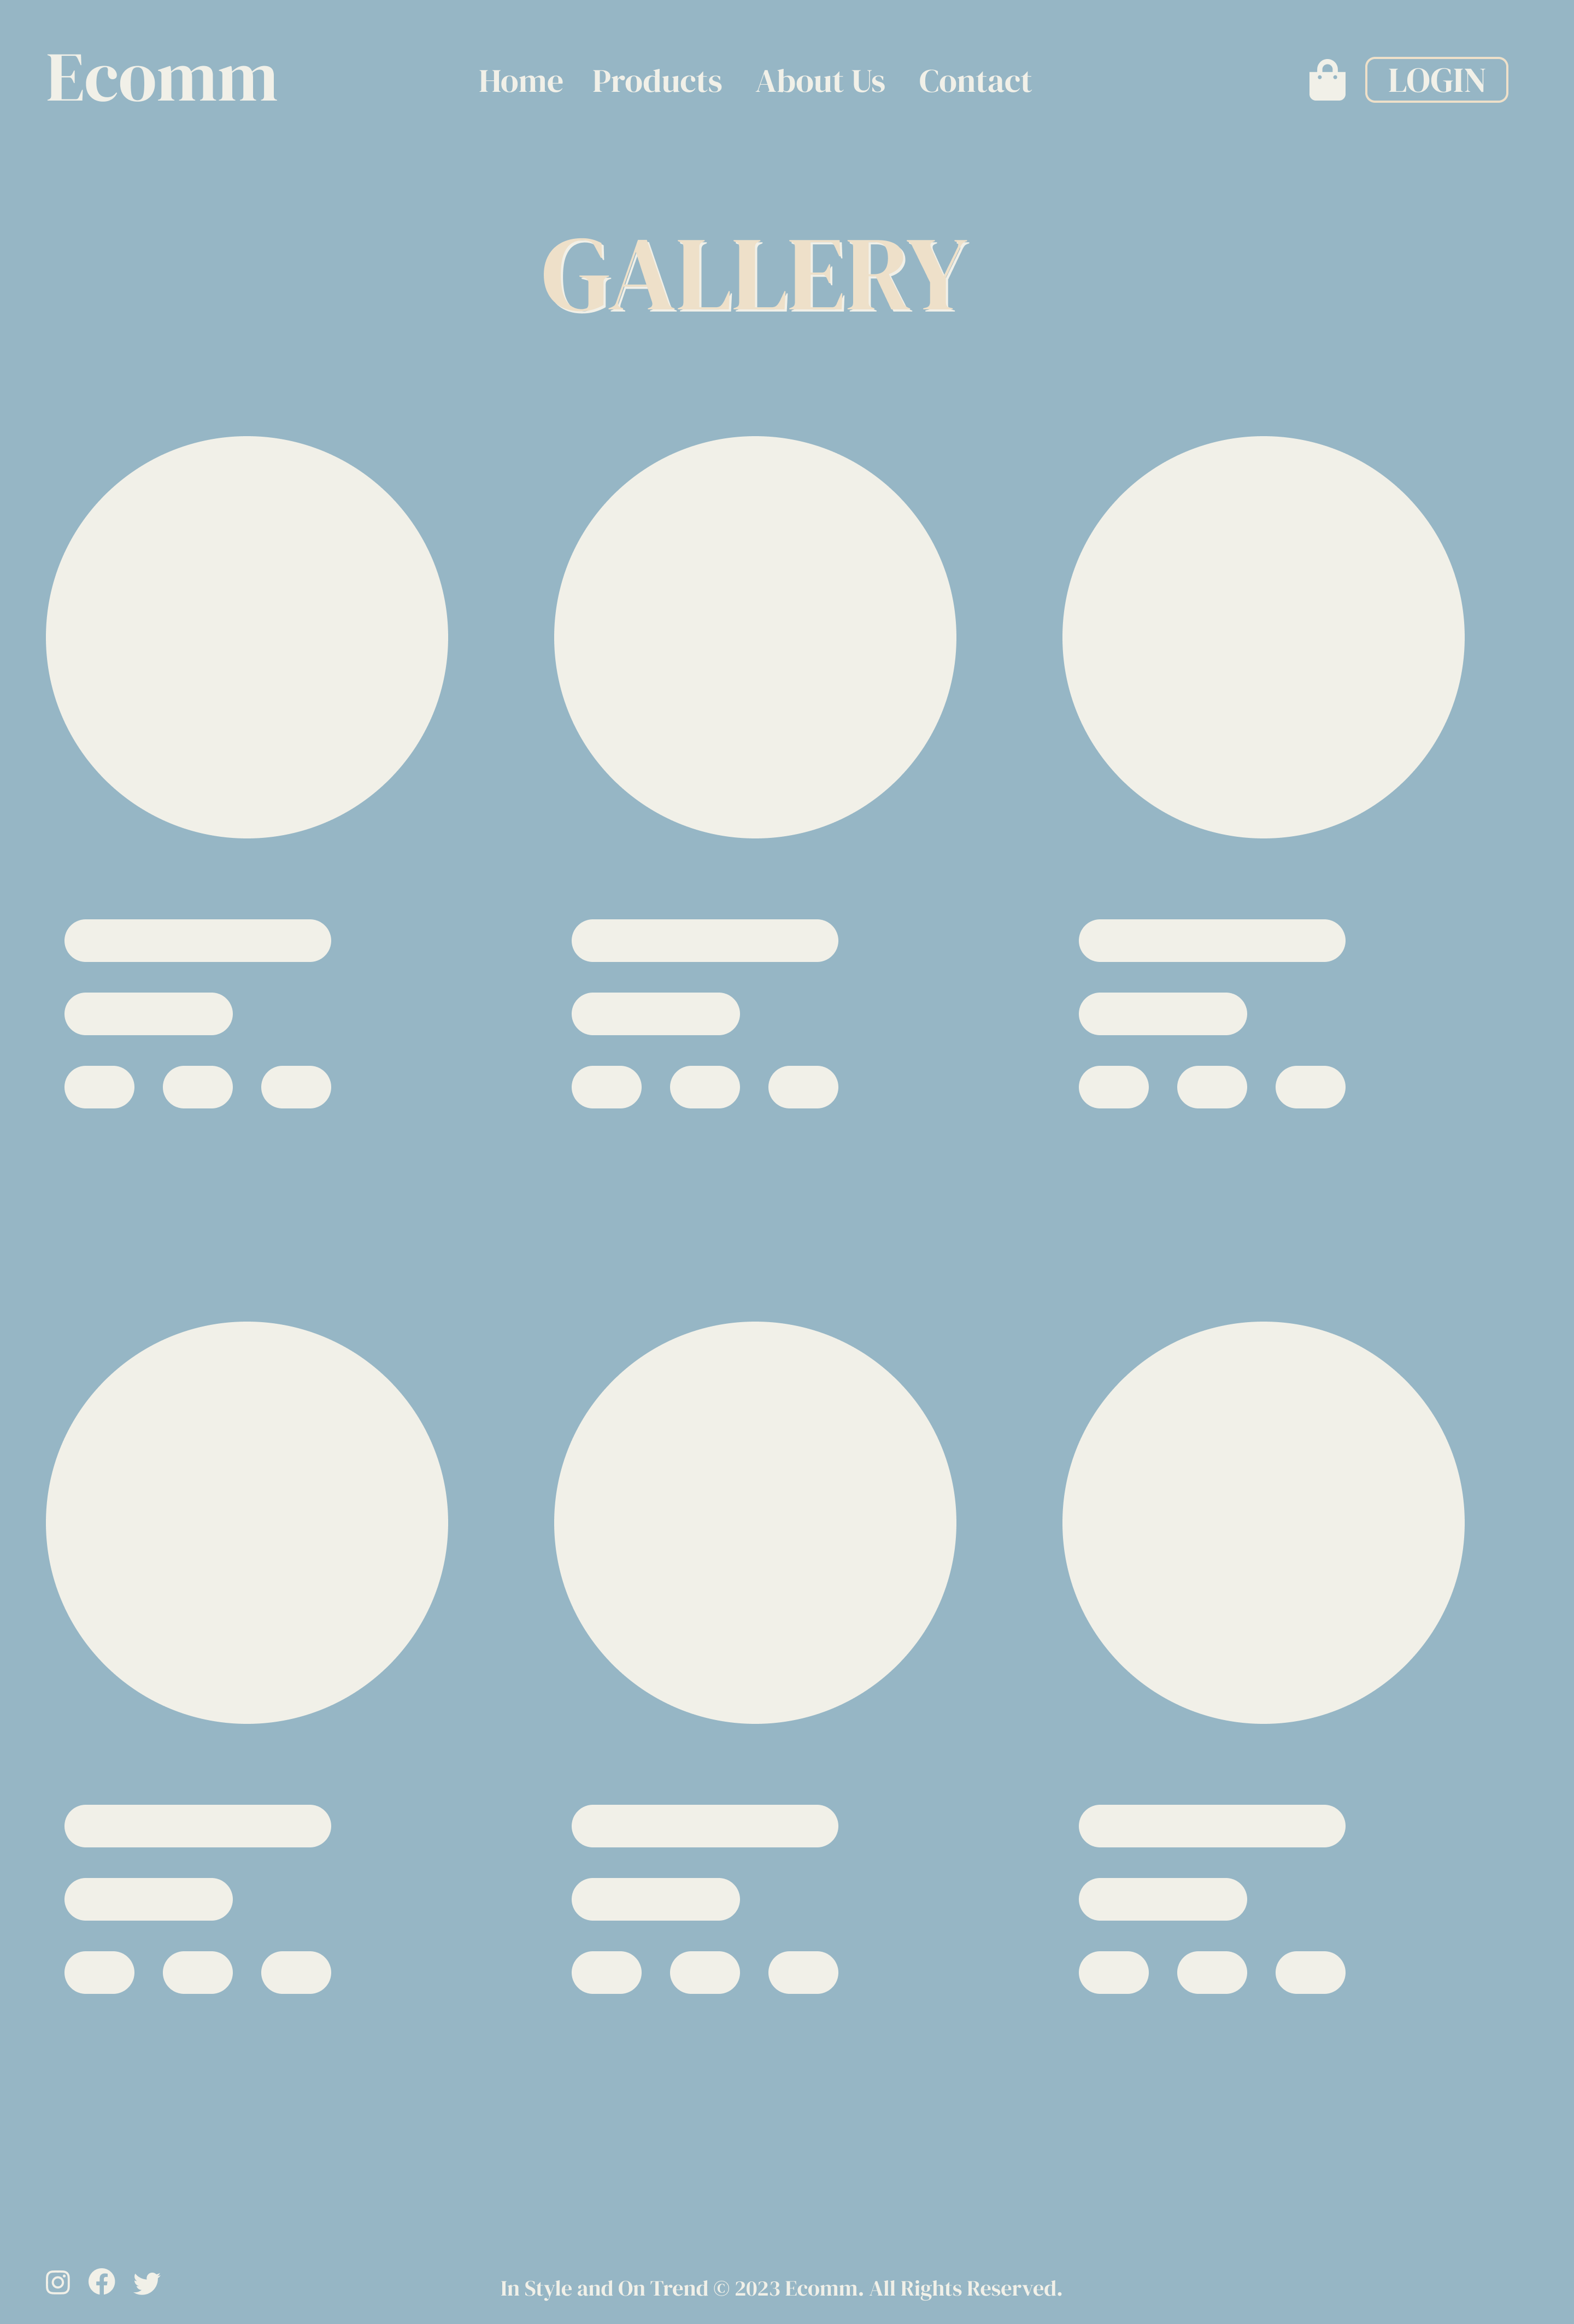 Ecomm
Home Products About Us Contact
LOGIN
GALLERY
In Style and On Trend © 2023 Ecomm. All Rights Reserved.